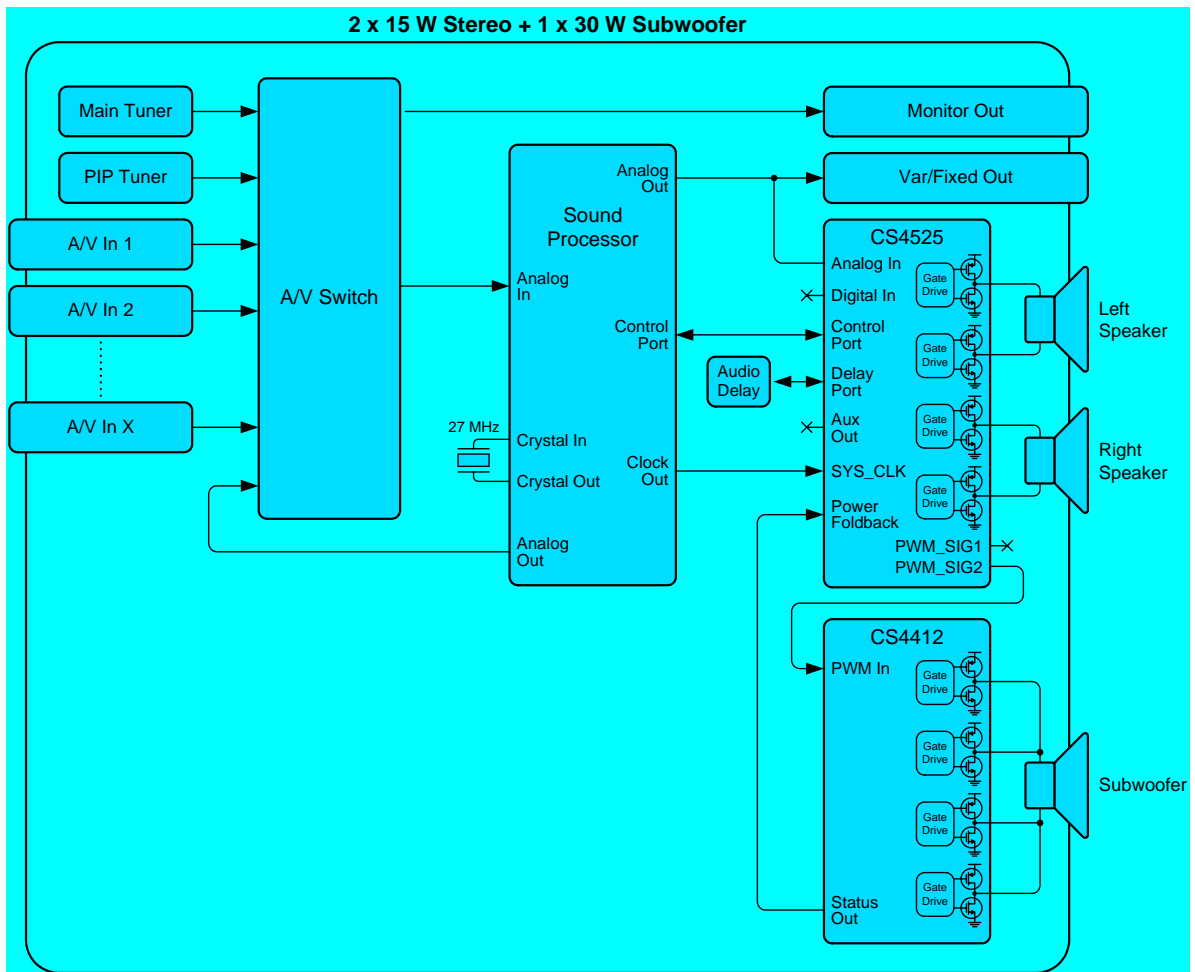 2 x 15 W Stereo + 1 x 30 W Subwoofer
Main Tuner
PIP Tuner
A/V In 1
A/V In 2
A/V In X
A/V Switch
Sound
Processor
Analog
Out
Analog
In
Control
Port
27 MHz
Crystal In
Crystal Out
Clock
Out
Analog
Out
Monitor Out
Var/Fixed Out
Audio
Delay
CS4525
Analog In
Digital In
Control
Port
Delay
Port
Aux
Out
SYS_CLK
Power
Foldback
PWM_SIG1
PWM_SIG2
Gate
Drive
Gate
Drive
Gate
Drive
Gate
Drive
Left
Speaker
Right
Speaker
CS4412
PWM In
Status
Out
Gate
Drive
Gate
Drive
Gate
Drive
Gate
Drive
Subwoofer